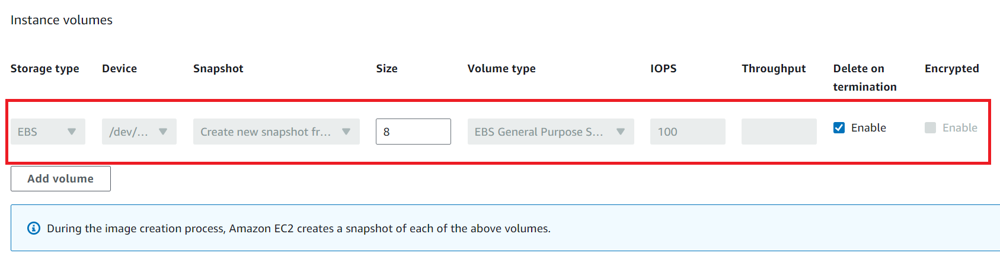 Instance volumes
Storage type Device Snapshot Size Volume type IOPS Throughput Delete on termination Encrypted
EBS /dev/... Create new snapshot fr... 8 EBS General Purpose S... 100 Enable Enable
Add volume
During the image creation process, Amazon EC2 creates a snapshot of each of the above volumes.